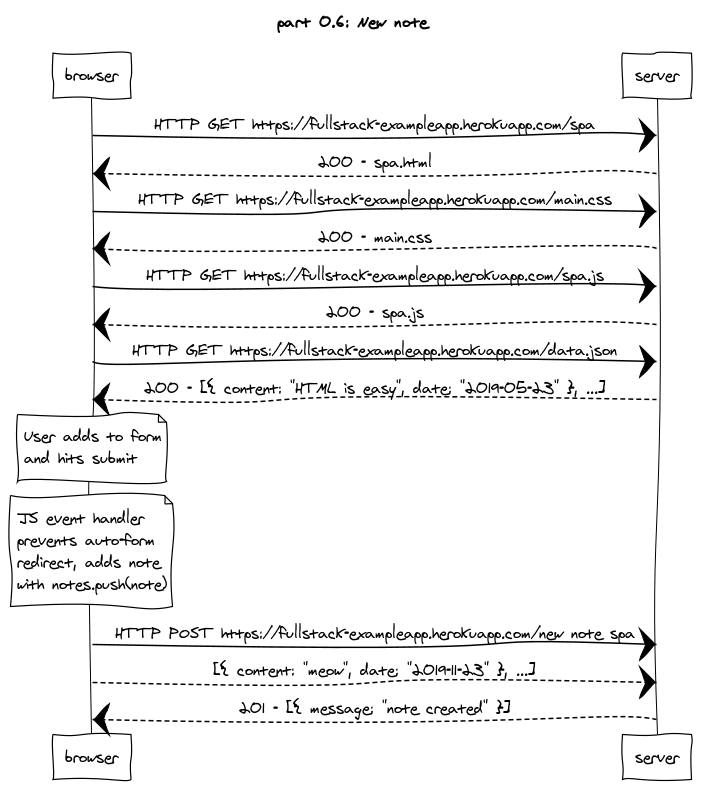 part 0.6: New note
browser
server
HTTP GET https://fullstack-exampleapp.herokuapp.com/spa
200 - spa.html
HTTP GET https://fullstack-exampleapp.herokuapp.com/main.css
200 - main.css
HTTP GET https://fullstack-exampleapp.herokuapp.com/spa.js
200 - spa.js
HTTP GET https://fullstack-exampleapp.herokuapp.com/data.json
200 - [{ content: "HTML is easy", date: "2019-05-23" }, ...]
User adds to form
and hits submit
JS event handler
prevents auto-form
redirect, adds note
with notes.push(note)
HTTP POST https://fullstack-exampleapp.herokuapp.com/new_note_spa
[{ content: "meow", date: "2019-11-23" }, ...]
201 - [{ message: "note created" }]
browser
server